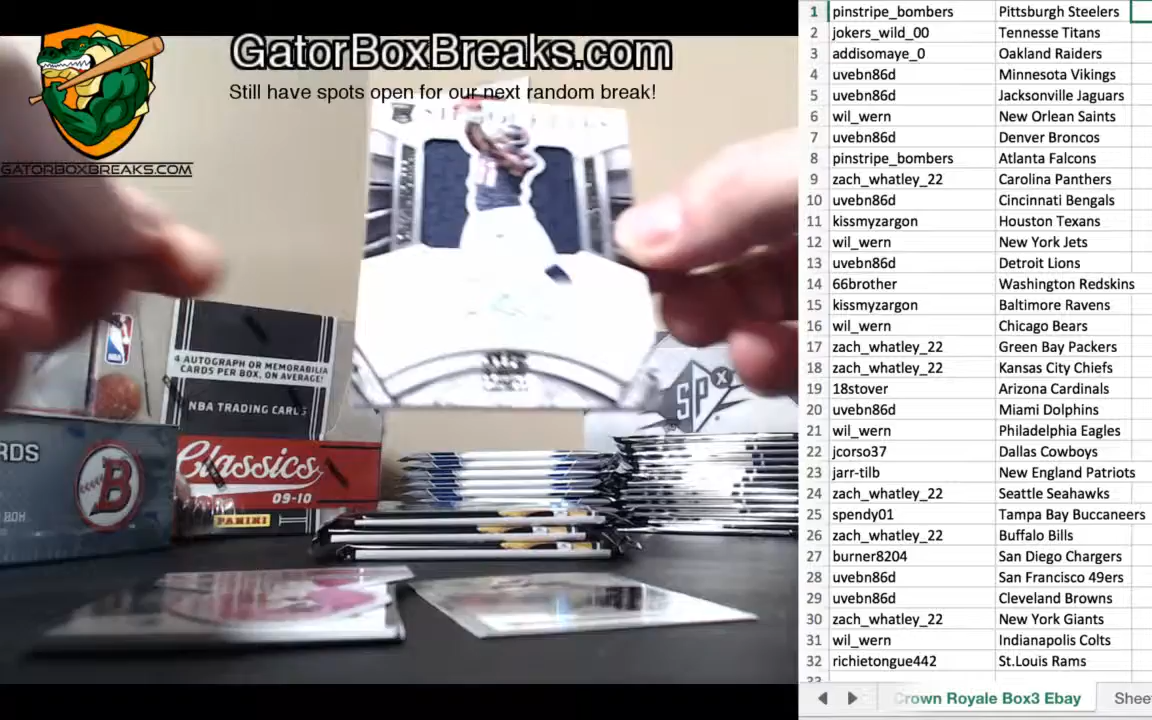 GatorBoxBreaks.com
Still have spots open for our next random break!
GATORBOXBREAKS.COM
4 AUTOGRAPH OR MEMORABILIA
CARDS PER BOX, ON AVERAGE!
NBA TRADING CARDS
Classics
09-10
PANINI
B
SPx
1 pinstripe_bombers Pittsburgh Steelers
2 jokers_wild_00 Tennesse Titans
3 addisomaye_0 Oakland Raiders
4 uvebn86d Minnesota Vikings
5 uvebn86d Jacksonville Jaguars
6 wil_wern New Orlean Saints
7 uvebn86d Denver Broncos
8 pinstripe_bombers Atlanta Falcons
9 zach_whatley_22 Carolina Panthers
10 uvebn86d Cincinnati Bengals
11 kissmyzargon Houston Texans
12 wil_wern New York Jets
13 uvebn86d Detroit Lions
14 66brother Washington Redskins
15 kissmyzargon Baltimore Ravens
16 wil_wern Chicago Bears
17 zach_whatley_22 Green Bay Packers
18 zach_whatley_22 Kansas City Chiefs
19 18stover Arizona Cardinals
20 uvebn86d Miami Dolphins
21 wil_wern Philadelphia Eagles
22 jcorso37 Dallas Cowboys
23 jarr-tilb New England Patriots
24 zach_whatley_22 Seattle Seahawks
25 spendy01 Tampa Bay Buccaneers
26 zach_whatley_22 Buffalo Bills
27 burner8204 San Diego Chargers
28 uvebn86d San Francisco 49ers
29 uvebn86d Cleveland Browns
30 zach_whatley_22 New York Giants
31 wil_wern Indianapolis Colts
32 richietongue442 St.Louis Rams
Crown Royale Box3 Ebay